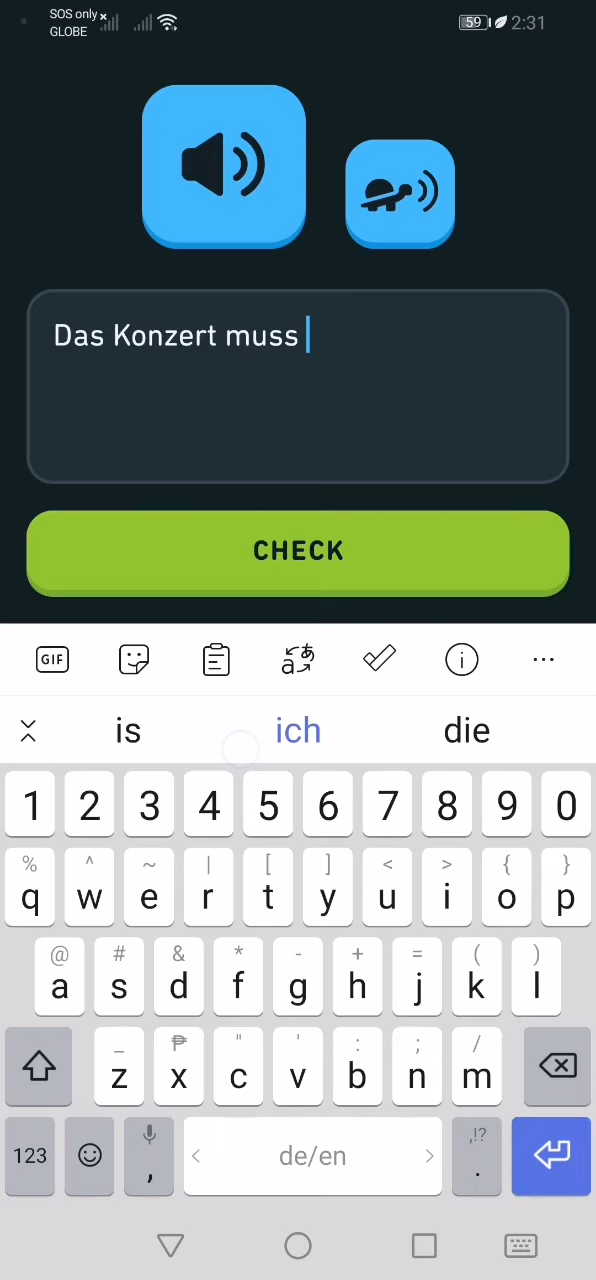 SOS only
GLOBE
59
2:31
Das Konzert muss
CHECK
GIF
is ich die
1 2 3 4 5 6 7 8 9 0
% ^ ~ | [ ] < > { }
q w e r t y u i o p
@ # & * - + = ( )
a s d f g h j k l
_ ₱ " ' : ; /
z x c v b n m
123 , < de/en > ,!? .